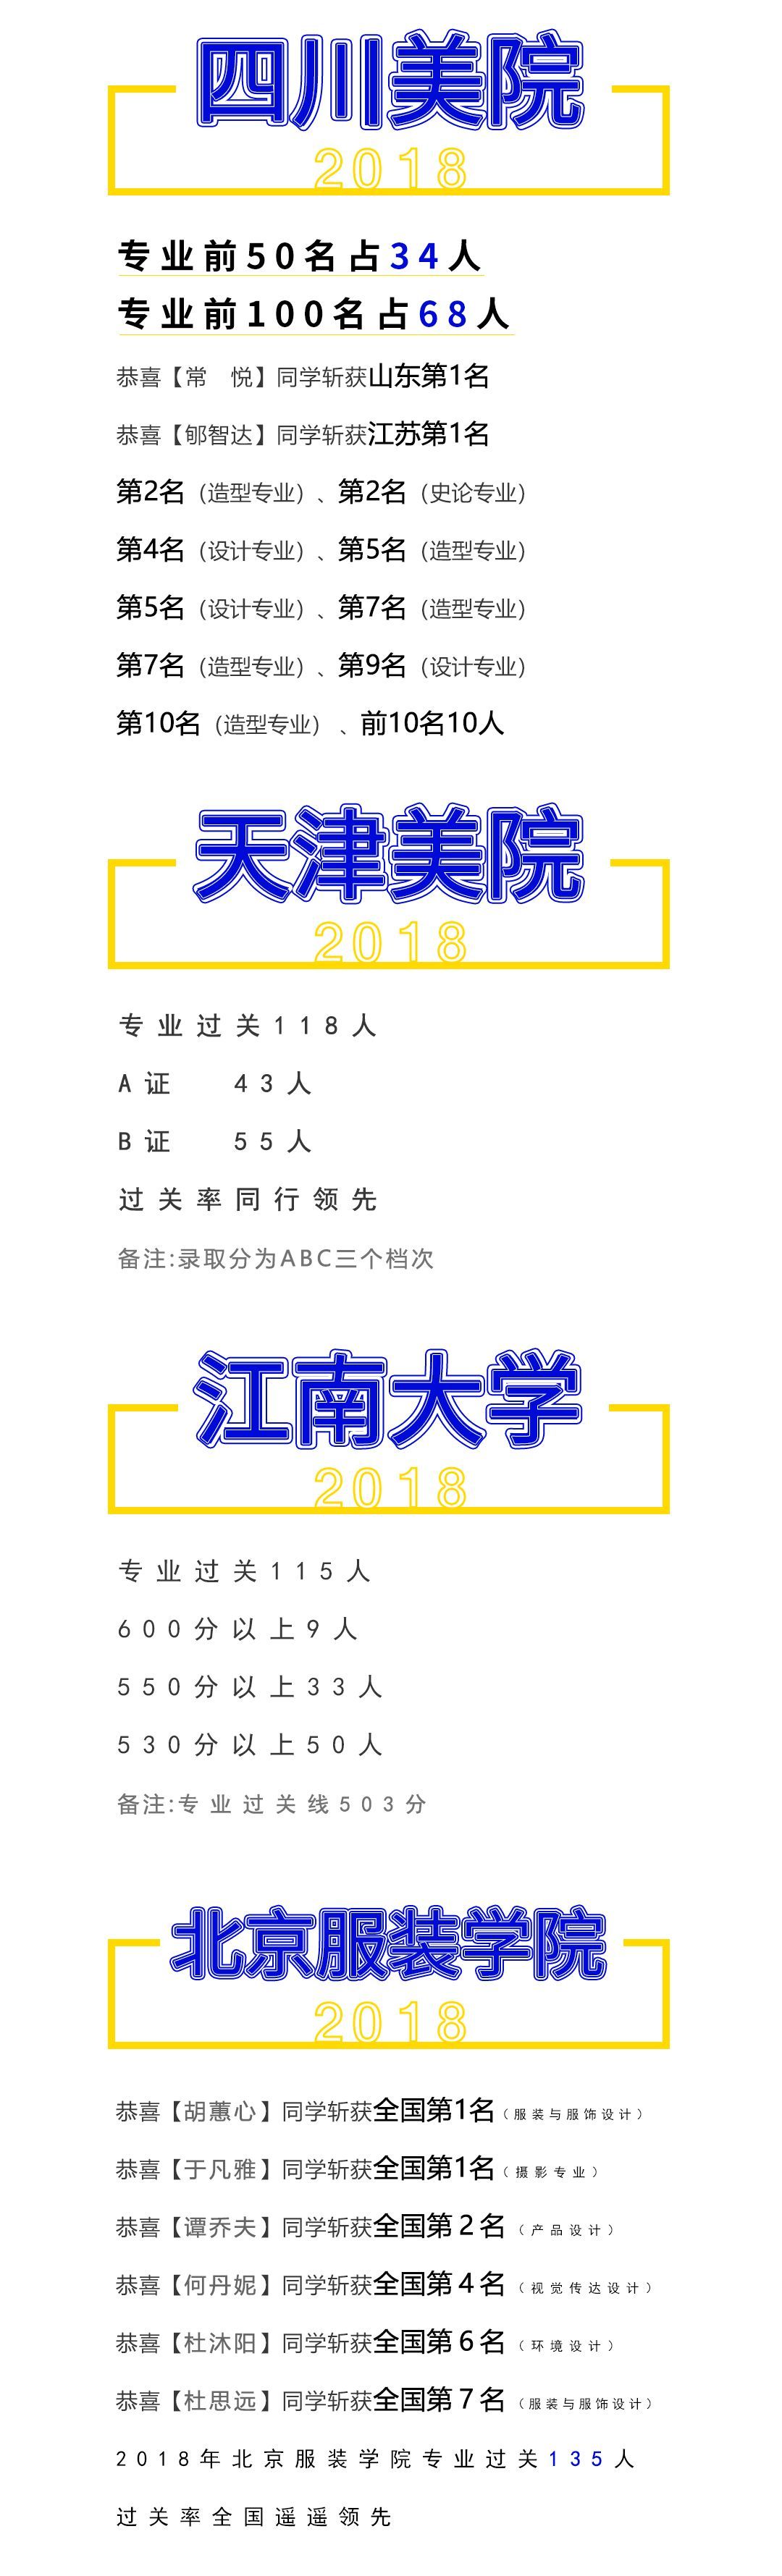 四川美院
2018
专业前50名占34人
专业前100名占68人
恭喜【常　悦】同学斩获山东第1名
恭喜【郇智达】同学斩获江苏第1名
第2名（造型专业）、第2名（史论专业）
第4名（设计专业）、第5名（造型专业）
第5名（设计专业）、第7名（造型专业）
第7名（造型专业）、第9名（设计专业）
第10名（造型专业）、前10名10人
天津美院
2018
专业过关118人
A证　43人
B证　55人
过关率同行领先
备注:录取分为ABC三个档次
江南大学
2018
专业过关115人
600分以上9人
550分以上33人
530分以上50人
备注:专业过关线503分
北京服装学院
2018
恭喜【胡蕙心】同学斩获全国第1名（服装与服饰设计）
恭喜【于凡雅】同学斩获全国第1名（摄影专业）
恭喜【谭乔夫】同学斩获全国第2名（产品设计）
恭喜【何丹妮】同学斩获全国第4名（视觉传达设计）
恭喜【杜沐阳】同学斩获全国第6名（环境设计）
恭喜【杜思远】同学斩获全国第7名（服装与服饰设计）
2018年北京服装学院专业过关135人
过关率全国遥遥领先